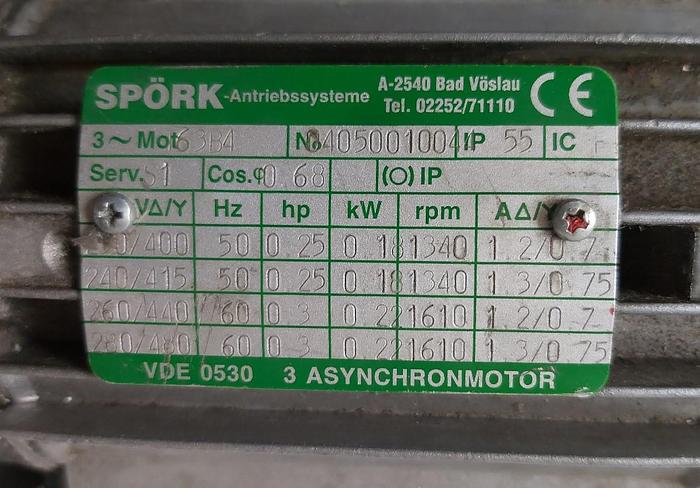 SPÖRK -Antriebssysteme A-2540 Bad Vöslau
Tel. 02252/71110 CE
3~Mot 63B4 No 0405001004 IP 55 IC F
Serv. S1 Cos.φ 0.68 (O) IP
V∆/Y Hz hp kW rpm A∆/Y
/400 50 0 25 0 18 1340 1 2/0 7
240/415 50 0 25 0 18 1340 1 3/0 75
260/440 60 0 3 0 22 1610 1 2/0 7
280/480 60 0 3 0 22 1610 1 3/0 75
VDE 0530 3 ASYNCHRONMOTOR